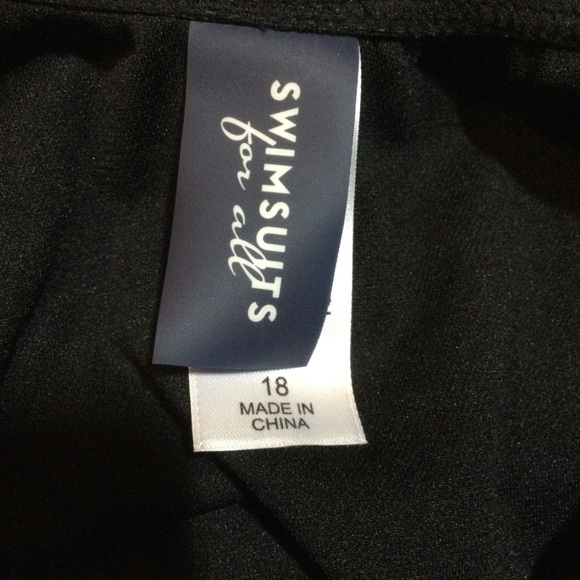 SWIMSUITS
for all
18
MADE IN
CHINA